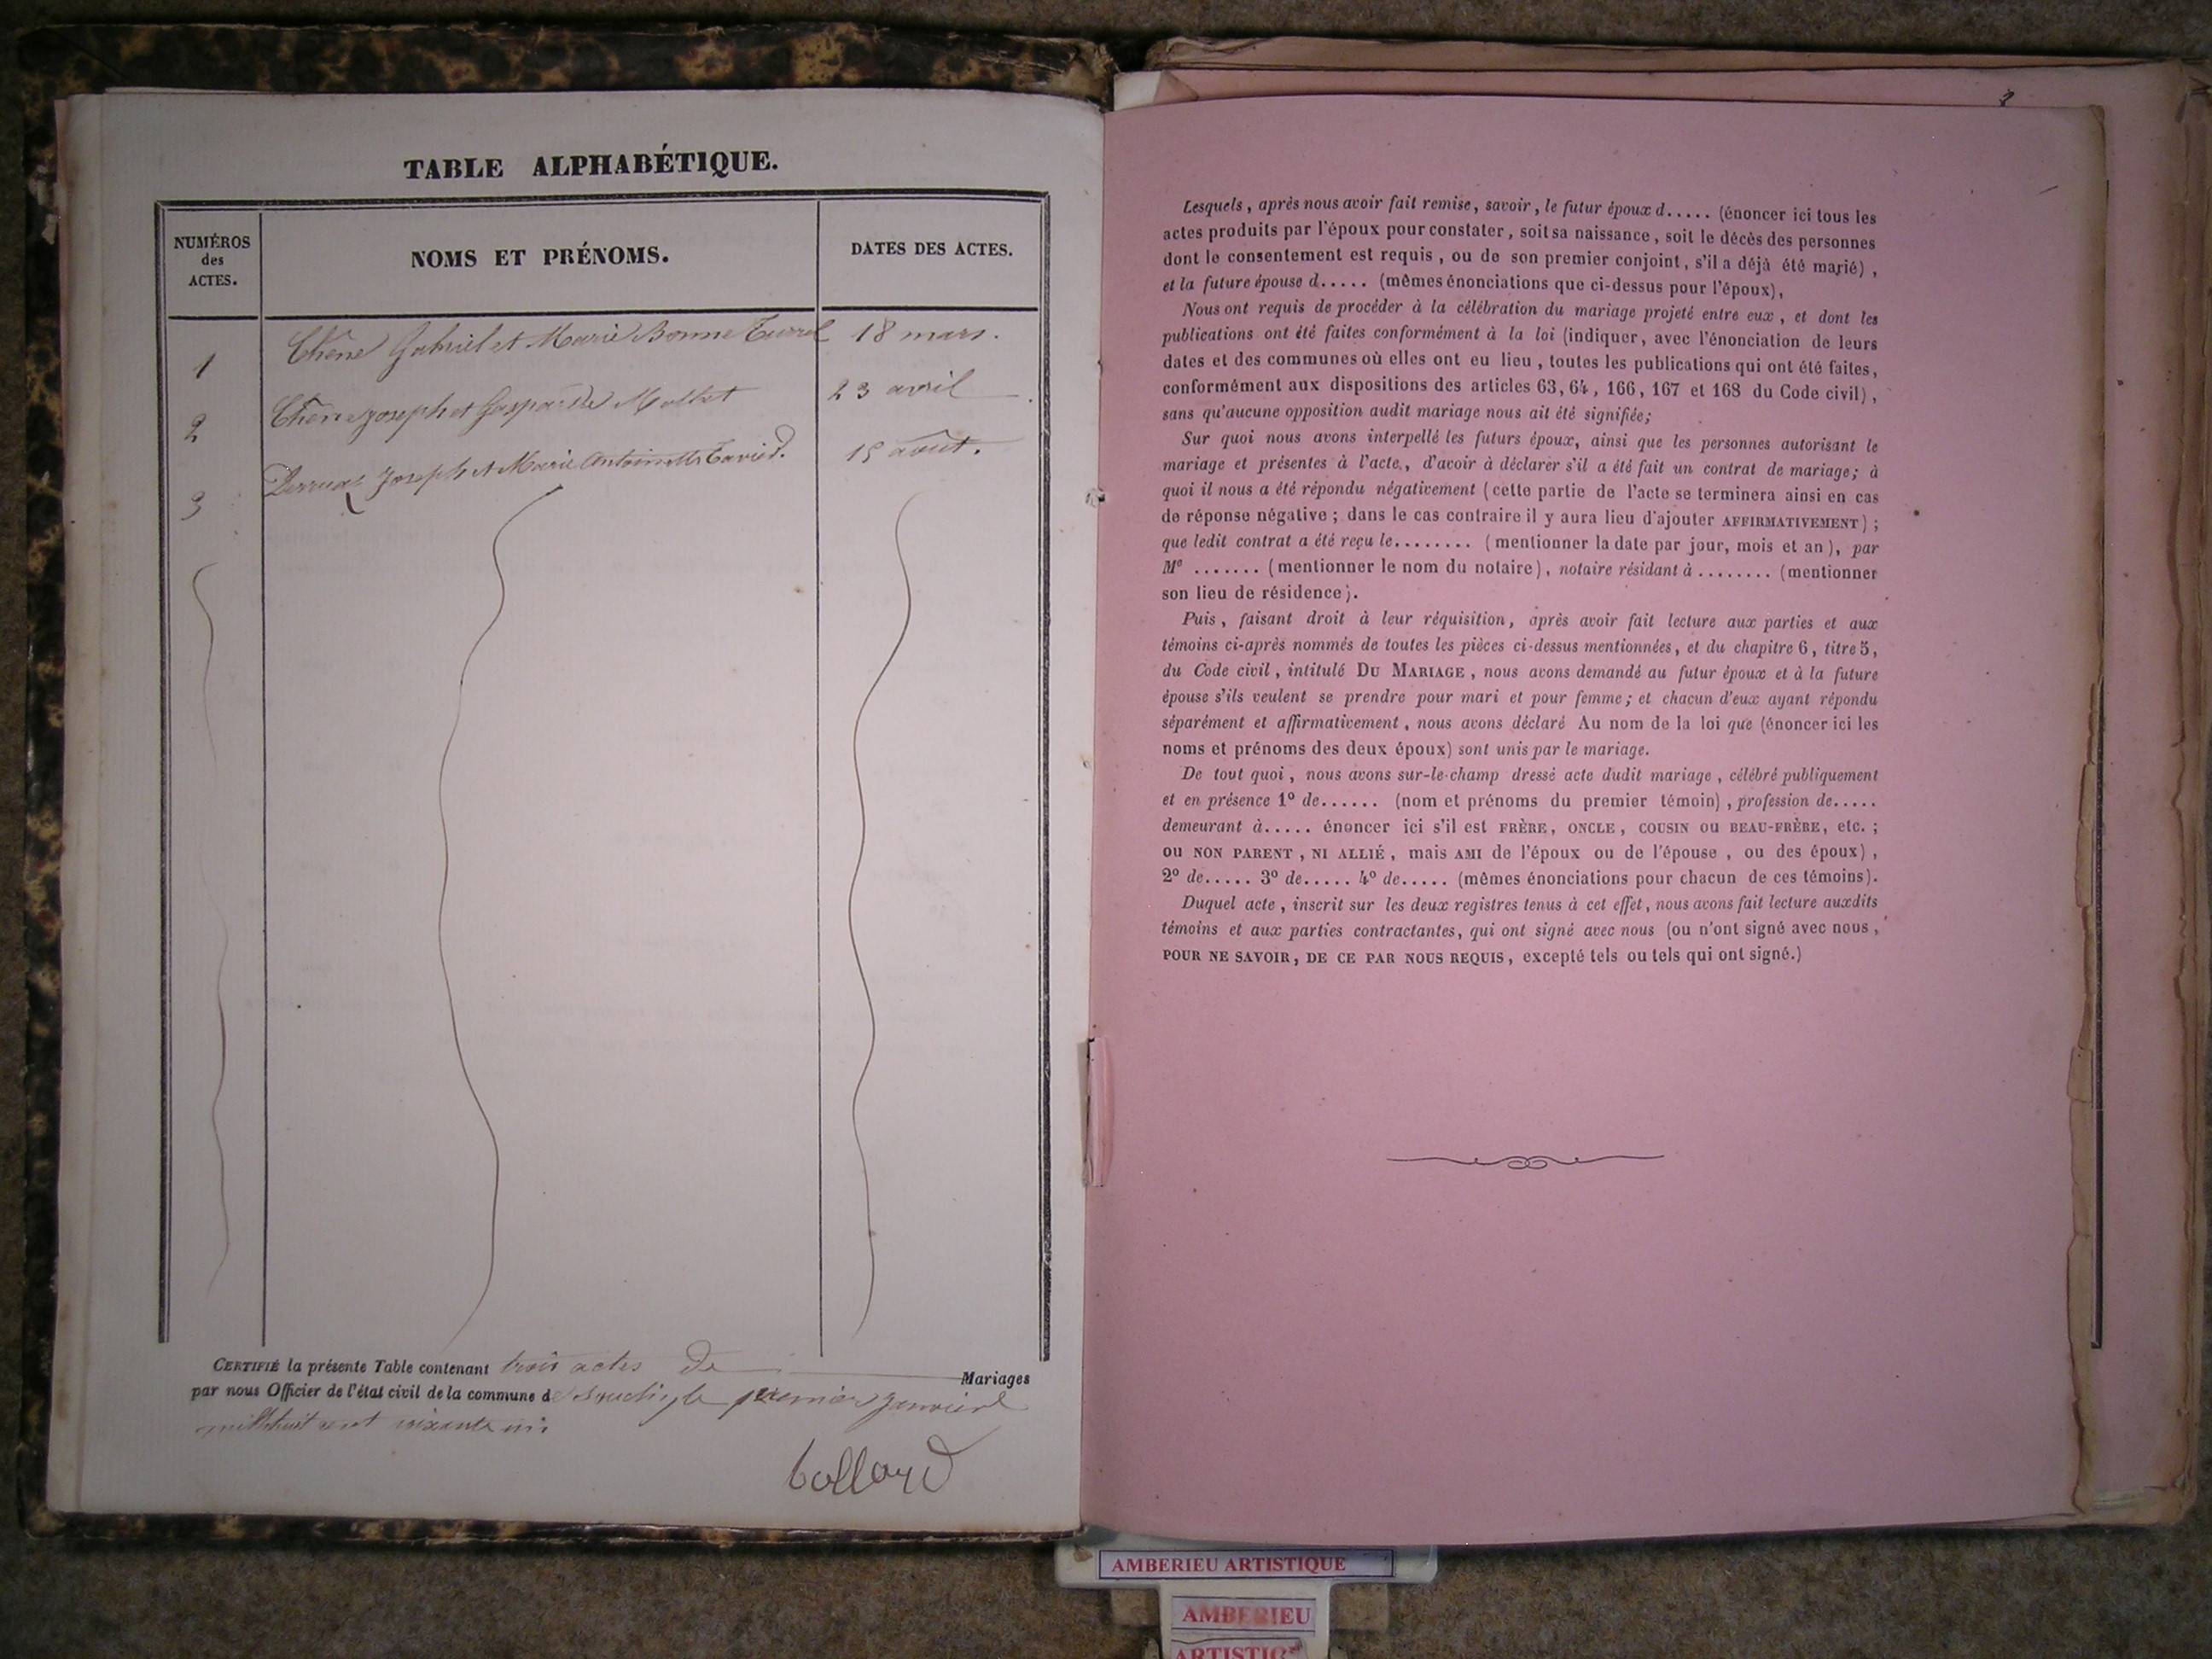 TABLE ALPHABÉTIQUE.
NUMÉROS
des
ACTES.
NOMS ET PRÉNOMS.
DATES DES ACTES.
1 Chêne Gabriel et Marie Bonne 18 mars.
2 Chêne Joseph et Gasparde Mollet 23 avril
3 Joseph et Marie Antoinette 15 août.
CERTIFIÉ la présente Table contenant trois actes de Mariages
par nous Officier de l'état civil de la commune de le premier Janvier
mil huit cent soixante un
bollard
Lesquels, après nous avoir fait remise, savoir, le futur époux d..... (énoncer ici tous les
actes produits par l'époux pour constater, soit sa naissance, soit le décès des personnes
dont le consentement est requis, ou de son premier conjoint, s'il a déjà été marié),
et la future épouse d..... (mêmes énonciations que ci-dessus pour l'époux),
Nous ont requis de procéder à la célébration du mariage projeté entre eux, et dont les
publications ont été faites conformément à la loi (indiquer, avec l'énonciation de leurs
dates et des communes où elles ont eu lieu, toutes les publications qui ont été faites,
conformément aux dispositions des articles 63, 64, 166, 167 et 168 du Code civil),
sans qu'aucune opposition audit mariage nous ait été signifiée;
Sur quoi nous avons interpellé les futurs époux, ainsi que les personnes autorisant le
mariage et présentes à l'acte,, d'avoir à déclarer s'il a été fait un contrat de mariage; à
quoi il nous a été répondu négativement (cette partie de l'acte se terminera ainsi en cas
de réponse négative; dans le cas contraire il y aura lieu d'ajouter AFFIRMATIVEMENT);
que ledit contrat a été reçu le........ (mentionner la date par jour, mois et an), par
Me ....... (mentionner le nom du notaire), notaire résidant à ........ (mentionner
son lieu de résidence).
Puis, faisant droit à leur réquisition, après avoir fait lecture aux parties et aux
témoins ci-après nommés de toutes les pièces ci-dessus mentionnées, et du chapitre 6, titre 5,
du Code civil, intitulé DU MARIAGE, nous avons demandé au futur époux et à la future
épouse s'ils veulent se prendre pour mari et pour femme; et chacun d'eux ayant répondu
séparément et affirmativement, nous avons déclaré Au nom de la loi que (énoncer ici les
noms et prénoms des deux époux) sont unis par le mariage.
De tout quoi, nous avons sur-le-champ dressé acte dudit mariage, célébré publiquement
et en présence 1º de...... (nom et prénoms du premier témoin), profession de.....
demeurant à..... énoncer ici s'il est FRÈRE, ONCLE, COUSIN ou BEAU-FRÈRE, etc.;
ou NON PARENT, NI ALLIÉ, mais AMI de l'époux ou de l'épouse, ou des époux),
2º de..... 3º de..... 4º de..... (mêmes énonciations pour chacun de ces témoins).
Duquel acte, inscrit sur les deux registres tenus à cet effet, nous avons fait lecture auxdits
témoins et aux parties contractantes, qui ont signé avec nous (ou n'ont signé avec nous,
POUR NE SAVOIR, DE CE PAR NOUS REQUIS, excepté tels ou tels qui ont signé.)
AMBERIEU ARTISTIQUE
AMBERIEU
ARTISTIQUE